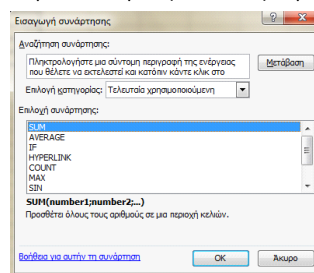 Εισαγωγή συνάρτησης
Αναζήτηση συνάρτησης:
Πληκτρολογήστε μια σύντομη περιγραφή της ενέργειας
που θέλετε να εκτελεστεί και κατόπιν κάντε κλικ στο
Μετάβαση
Επιλογή κατηγορίας: Τελευταία χρησιμοποιούμενη
Επιλογή συνάρτησης:
SUM
AVERAGE
IF
HYPERLINK
COUNT
MAX
SIN
SUM(number1;number2;...)
Προσθέτει όλους τους αριθμούς σε μια περιοχή κελιών.
Βοήθεια για αυτήν τη συνάρτηση
OK
Άκυρο